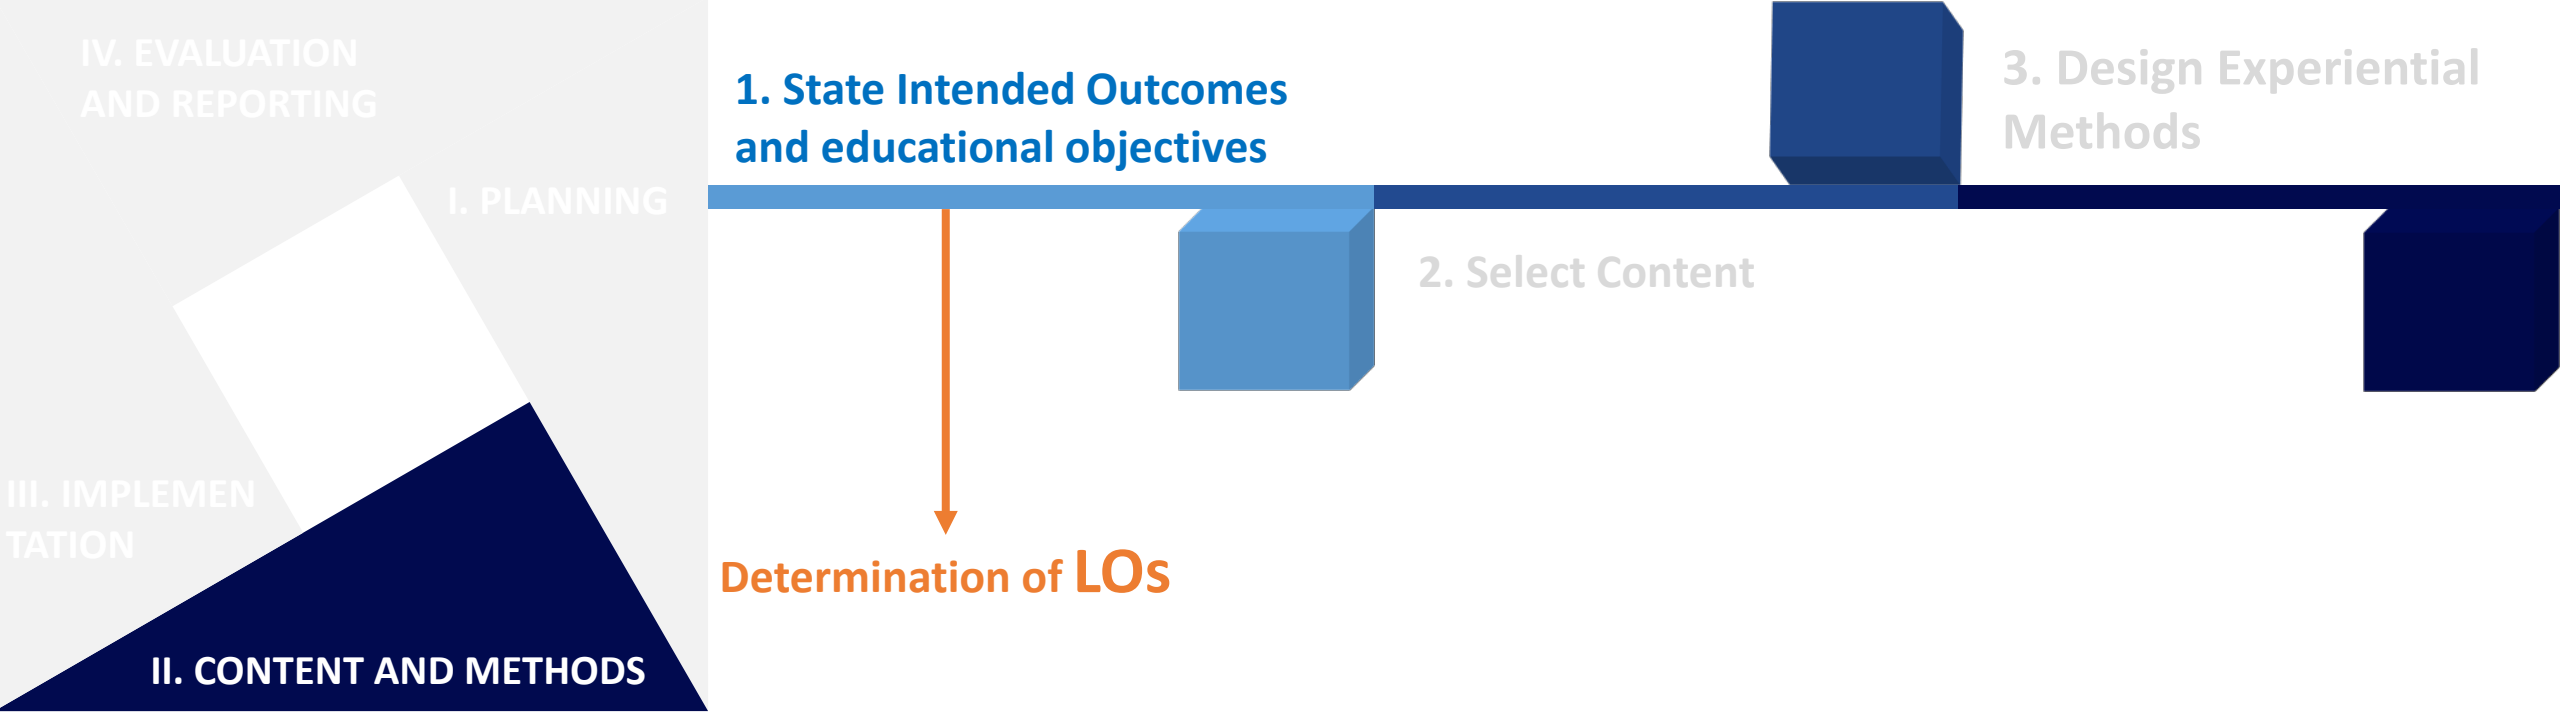 IV. EVALUATION
AND REPORTING
I. PLANNING
III. IMPLEMEN
TATION
II. CONTENT AND METHODS
1. State Intended Outcomes
and educational objectives
2. Select Content
3. Design Experiential
Methods
Determination of LOs